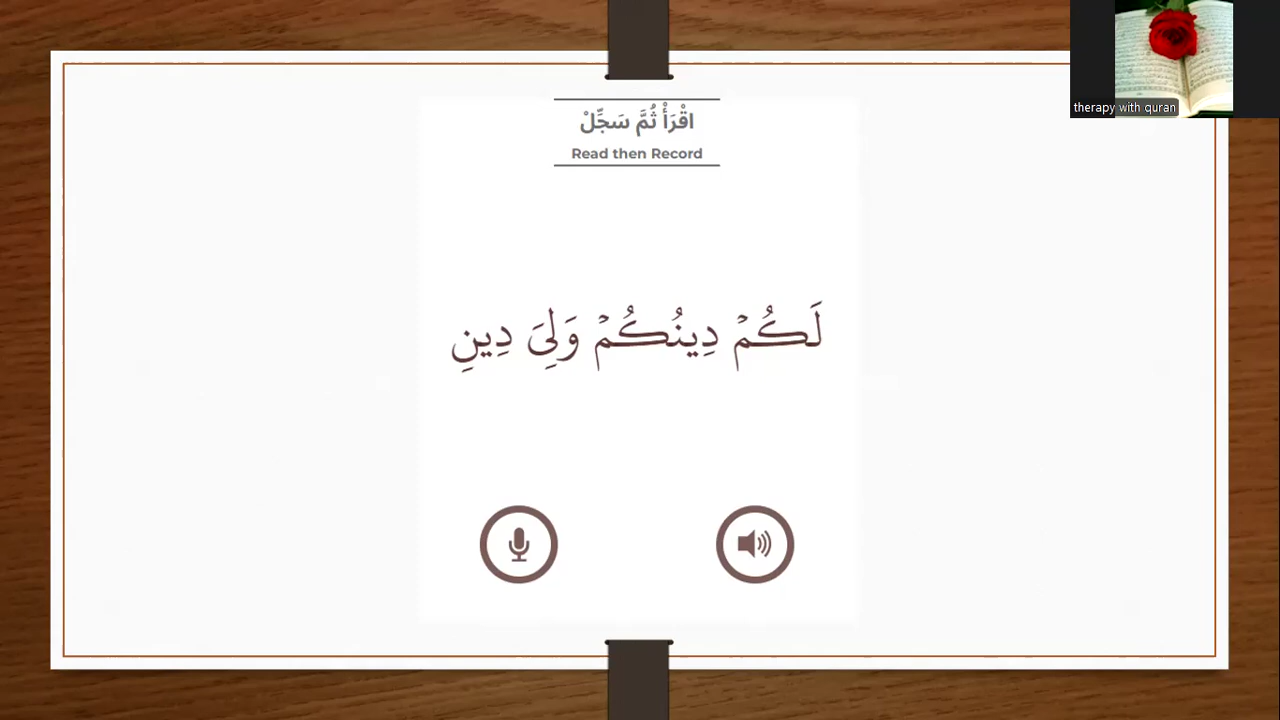 اقْرَأْ ثُمَّ سَجِّلْ
Read then Record
لَكُمۡ دِينُكُمۡ وَلِىَ دِينِ
therapy with quran